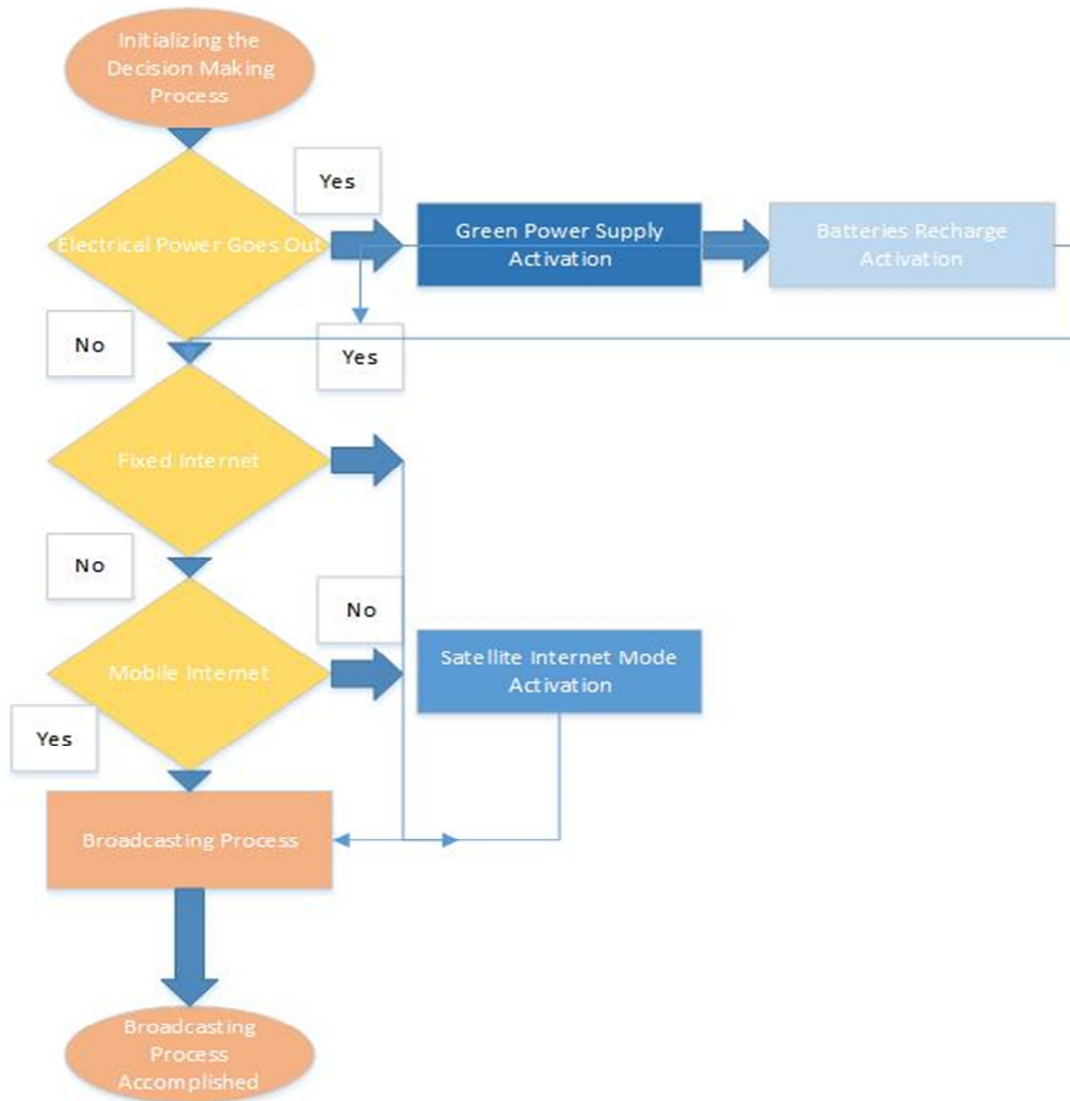 Initializing the
Decision Making
Process
Yes
Electrical Power Goes Out
Green Power Supply
Activation
Batteries Recharge
Activation
No
Yes
Fixed Internet
No
No
Mobile Internet
Satellite Internet Mode
Activation
Yes
Broadcasting Process
Broadcasting
Process
Accomplished